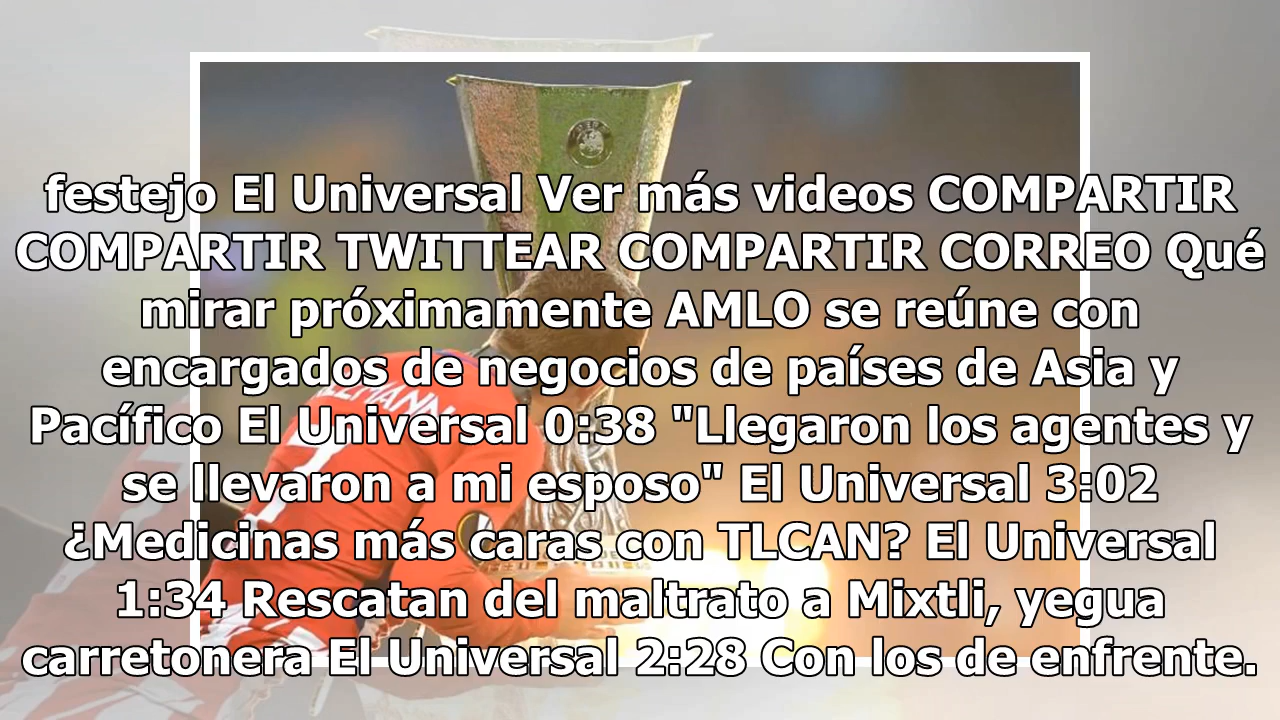 festejo El Universal Ver más videos COMPARTIR
COMPARTIR TWITTEAR COMPARTIR CORREO Qué
mirar próximamente AMLO se reúne con
encargados de negocios de países de Asia y
Pacífico El Universal 0:38 "Llegaron los agentes y
se llevaron a mi esposo" El Universal 3:02
¿Medicinas más caras con TLCAN? El Universal
1:34 Rescatan del maltrato a Mixtli, yegua
carretonera El Universal 2:28 Con los de enfrente.